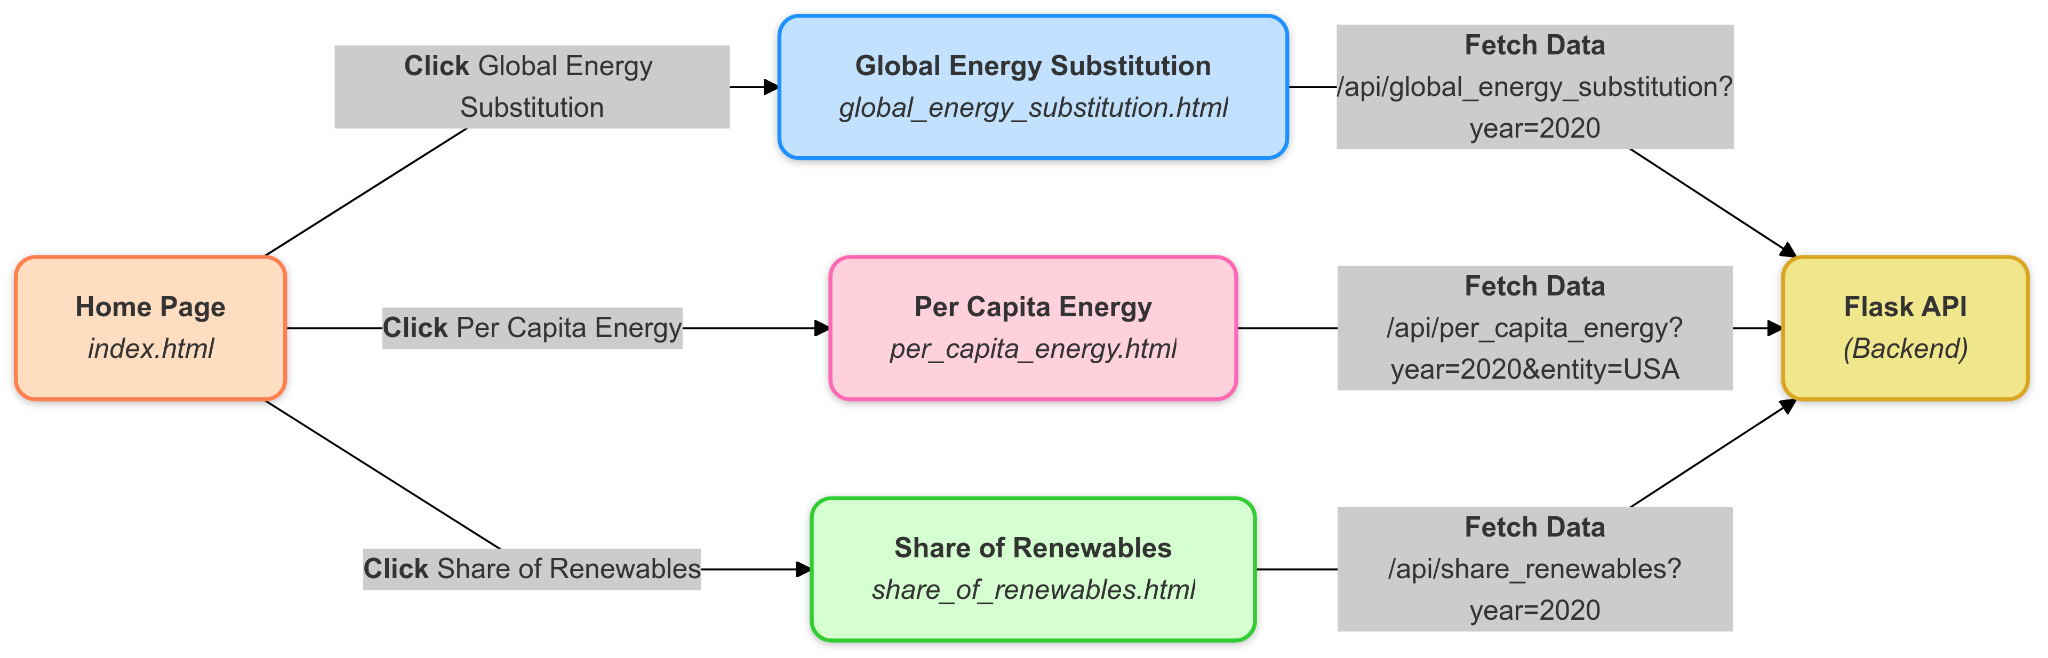 Click Global Energy
Substitution
Global Energy Substitution
global_energy_substitution.html
Fetch Data
/api/global_energy_substitution?
year=2020
Home Page
index.html
Click Per Capita Energy
Per Capita Energy
per_capita_energy.html
Fetch Data
/api/per_capita_energy?
year=2020&entity=USA
Flask API
(Backend)
Click Share of Renewables
Share of Renewables
share_of_renewables.html
Fetch Data
/api/share_renewables?
year=2020